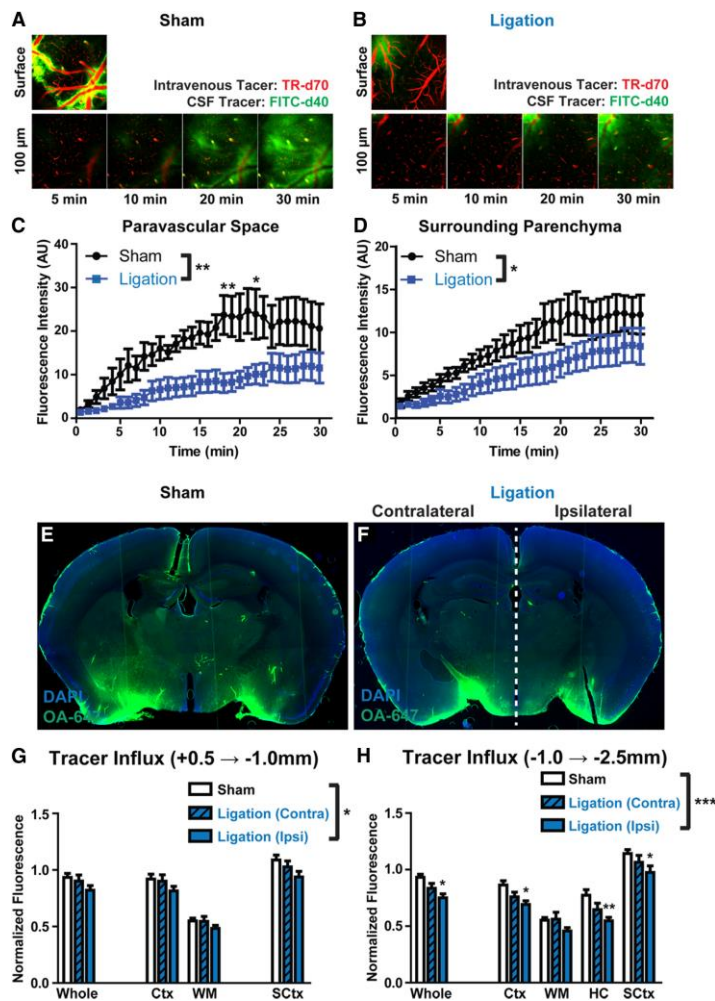 A
Sham
B
Ligation
Surface
Intravenous Tacer: TR-d70
CSF Tracer: FITC-d40
100 µm
5 min 10 min 20 min 30 min
Surface
Intravenous Tacer: TR-d70
CSF Tracer: FITC-d40
100 µm
5 min 10 min 20 min 30 min
C
Paravascular Space
Fluorescence Intensity (AU)
Sham
Ligation
**
**
*
40
30
20
10
0
0 5 10 15 20 25 30
Time (min)
D
Surrounding Parenchyma
Fluorescence Intensity (AU)
Sham
Ligation
*
20
15
10
5
0
0 5 10 15 20 25 30
Time (min)
Sham
Ligation
Contralateral
Ipsilateral
E
DAPI
OA-647
F
DAPI
OA-647
G
Tracer Influx (+0.5 → -1.0mm)
Sham
Ligation (Contra)
Ligation (Ipsi)
*
Normalized Fluorescence
1.5
1.0
0.5
0.0
Whole Ctx WM SCtx
H
Tracer Influx (-1.0 → -2.5mm)
Sham
Ligation (Contra)
Ligation (Ipsi)
***
Normalized Fluorescence
1.5
1.0
0.5
0.0
*
*
**
*
Whole Ctx WM HC SCtx